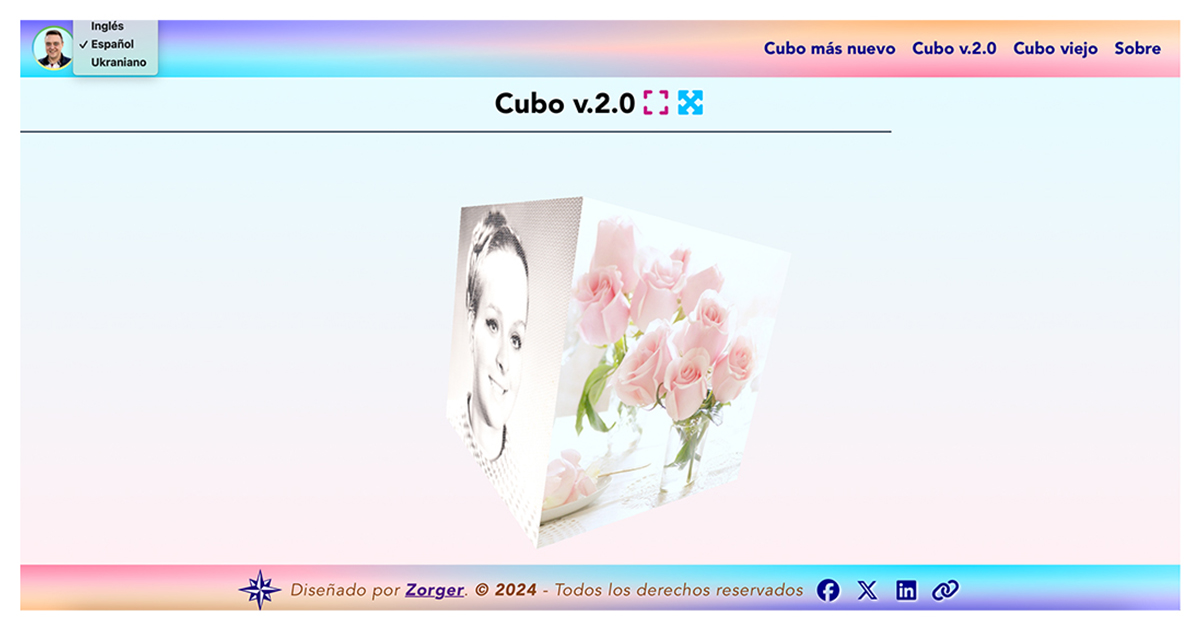 Inglés
✓ Español
Ukraniano
Cubo más nuevo Cubo v.2.0 Cubo viejo Sobre
Cubo v.2.0
Diseñado por Zorger. © 2024 - Todos los derechos reservados